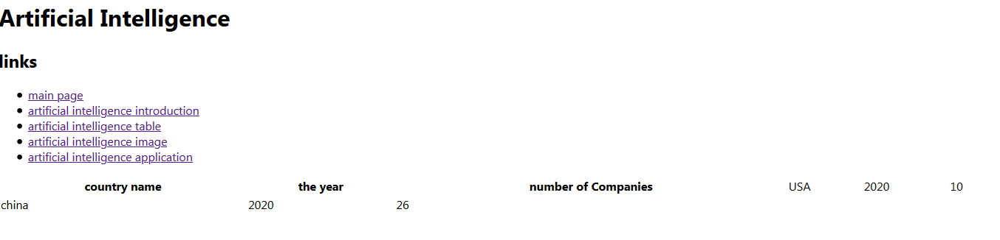 Artificial Intelligence
links
main page
artificial intelligence introduction
artificial intelligence table
artificial intelligence image
artificial intelligence application
country name the year number of Companies USA 2020 10
china 2020 26